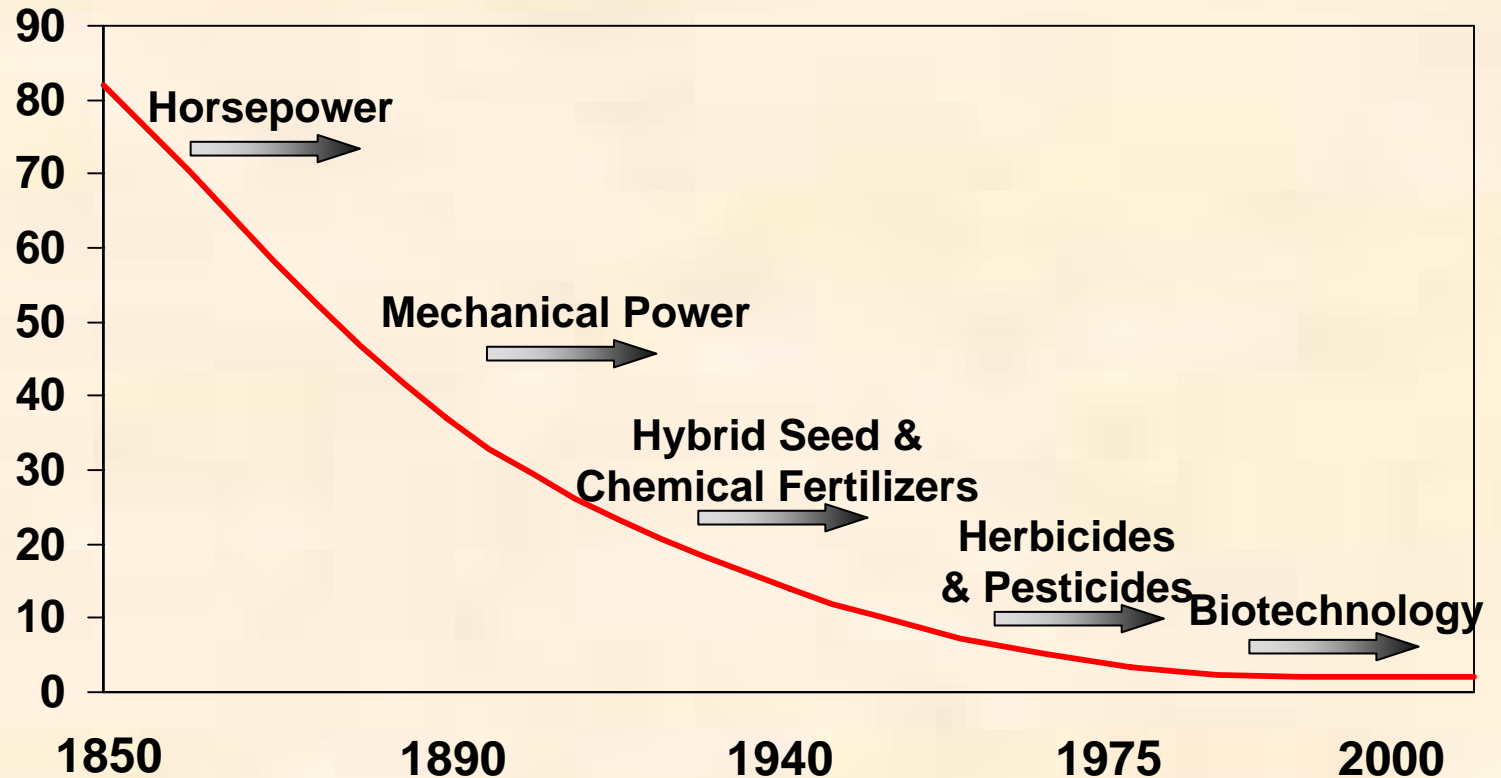 90
80
Horsepower
70
60
50
Mechanical Power
40
Hybrid Seed &
30
Chemical Fertilizers
20
Herbicides
& Pesticides
10
Biotechnology
0
1850 1890 1940 1975 2000